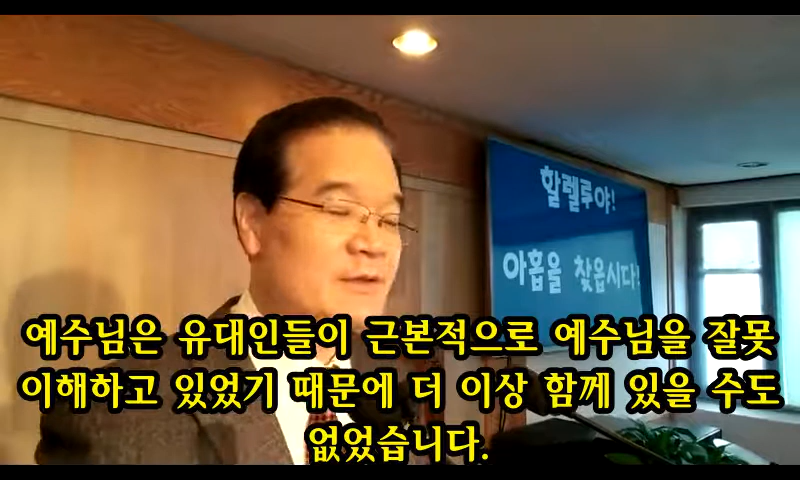 할렐루야!
아홉을 찾읍시다!
예수님은 유대인들이 근본적으로 예수님을 잘못
이해하고 있었기 때문에 더 이상 함께 있을 수도
없었습니다.